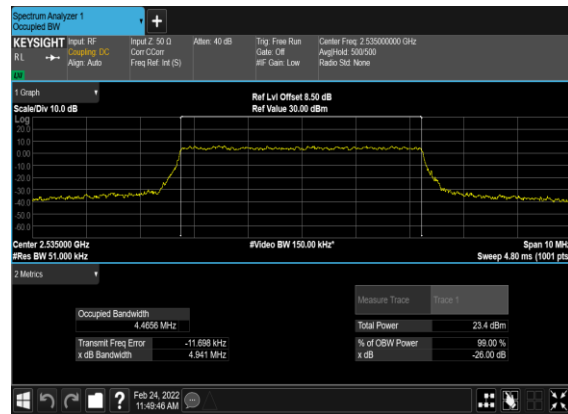 Spectrum Analyzer 1
Occupied BW
+
KEYSIGHT Input: RF Input Z: 50 Ω Atten: 40 dB Trig: Free Run Center Freq: 2.535000000 GHz
RL Coupling: DC Corr CCorr Gate: Off Avg|Hold: 500/500
Align: Auto Freq Ref: Int (S) #IF Gain: Low Radio Std: None
1 Graph
Ref Lvl Offset 8.50 dB
Scale/Div 10.0 dB Ref Value 30.00 dBm
Log
20.0
10.0
0.00
-10.0
-20.0
-30.0
-40.0
-50.0
-60.0
Center 2.535000 GHz #Video BW 150.00 kHz* Span 10 MHz
#Res BW 51.000 kHz Sweep 4.80 ms (1001 pts)
2 Metrics
Measure Trace Trace 1
Occupied Bandwidth
4.4656 MHz Total Power 23.4 dBm
Transmit Freq Error -11.698 kHz % of OBW Power 99.00 %
x dB Bandwidth 4.941 MHz x dB -26.00 dB
? Feb 24, 2022
11:49:46 AM